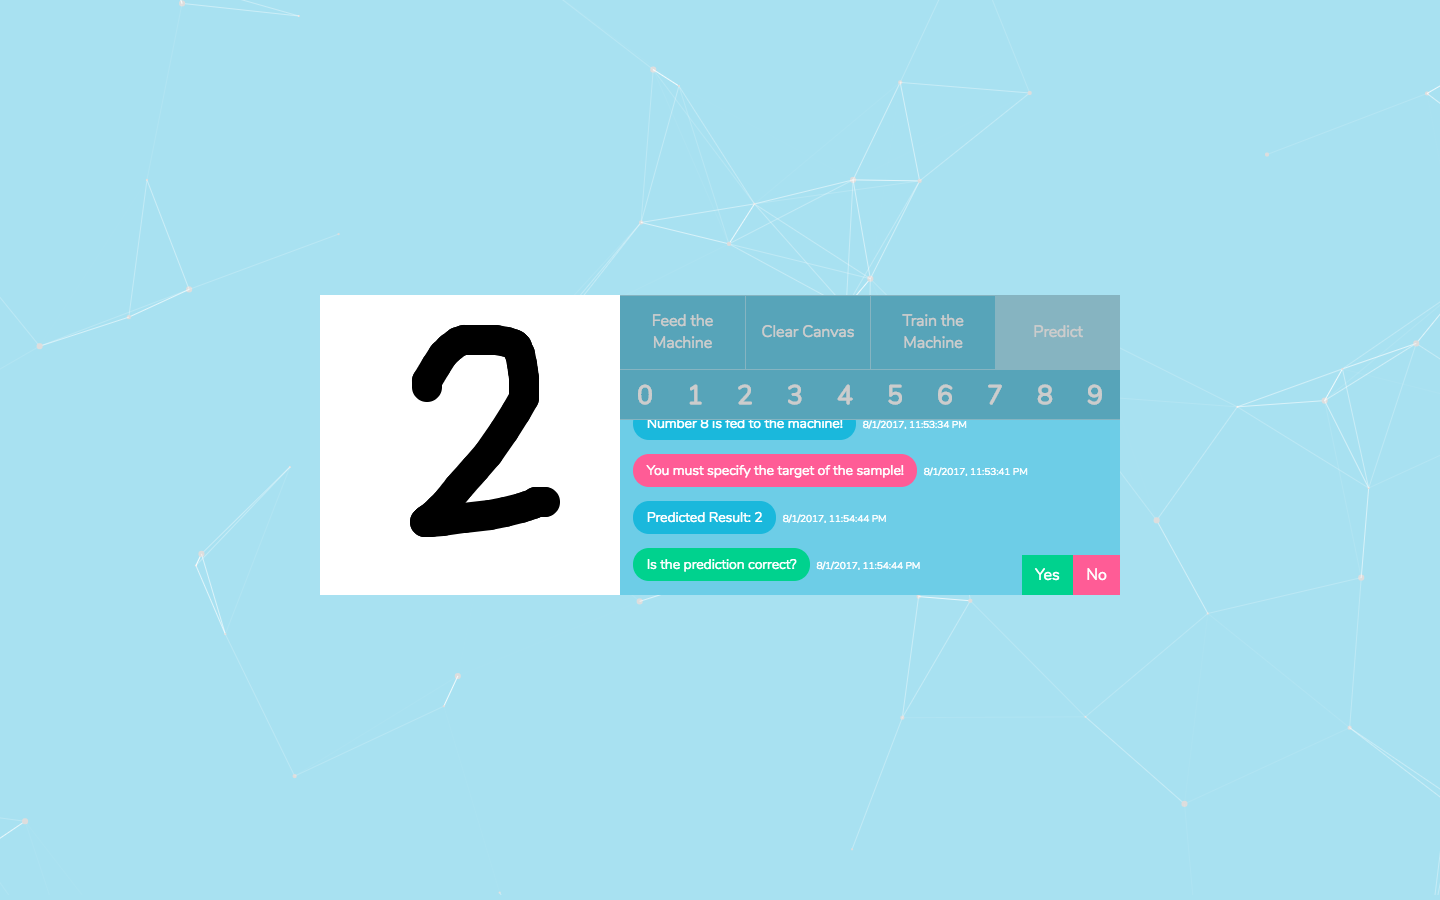 2
Feed the
Machine
Clear Canvas
Train the
Machine
Predict
0 1 2 3 4 5 6 7 8 9
Number 8 is fed to the machine! 8/1/2017, 11:53:34 PM
You must specify the target of the sample! 8/1/2017, 11:53:41 PM
Predicted Result: 2 8/1/2017, 11:54:44 PM
Is the prediction correct? 8/1/2017, 11:54:44 PM
Yes No